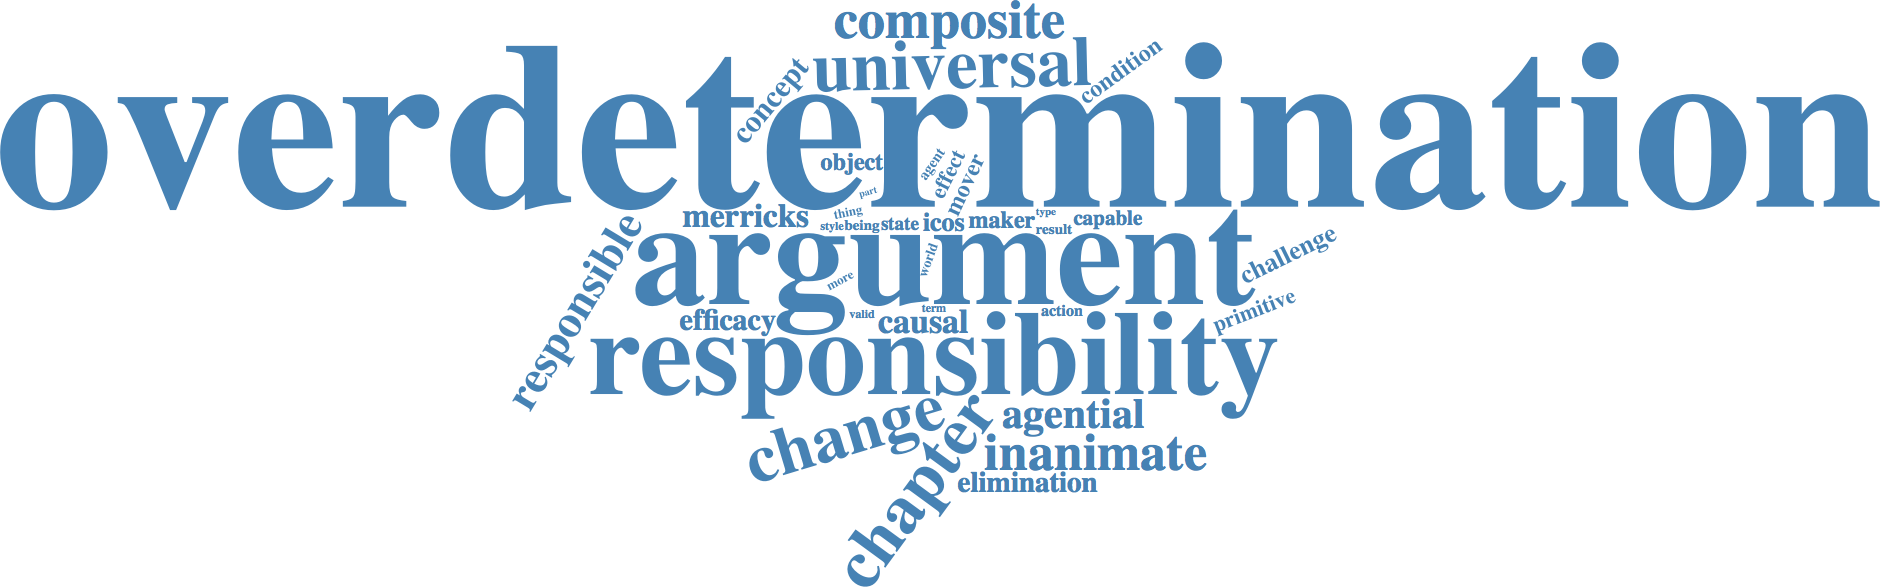 composite
universal
condition
concept
overdetermination
object
agent
effect
mover
part
merricks
thing
style
being
state
icos
maker
type
result
capable
responsible
argument
world
more
challenge
primitive
efficacy
valid
term
causal
action
responsibility
change
chapter
agential
inanimate
elimination